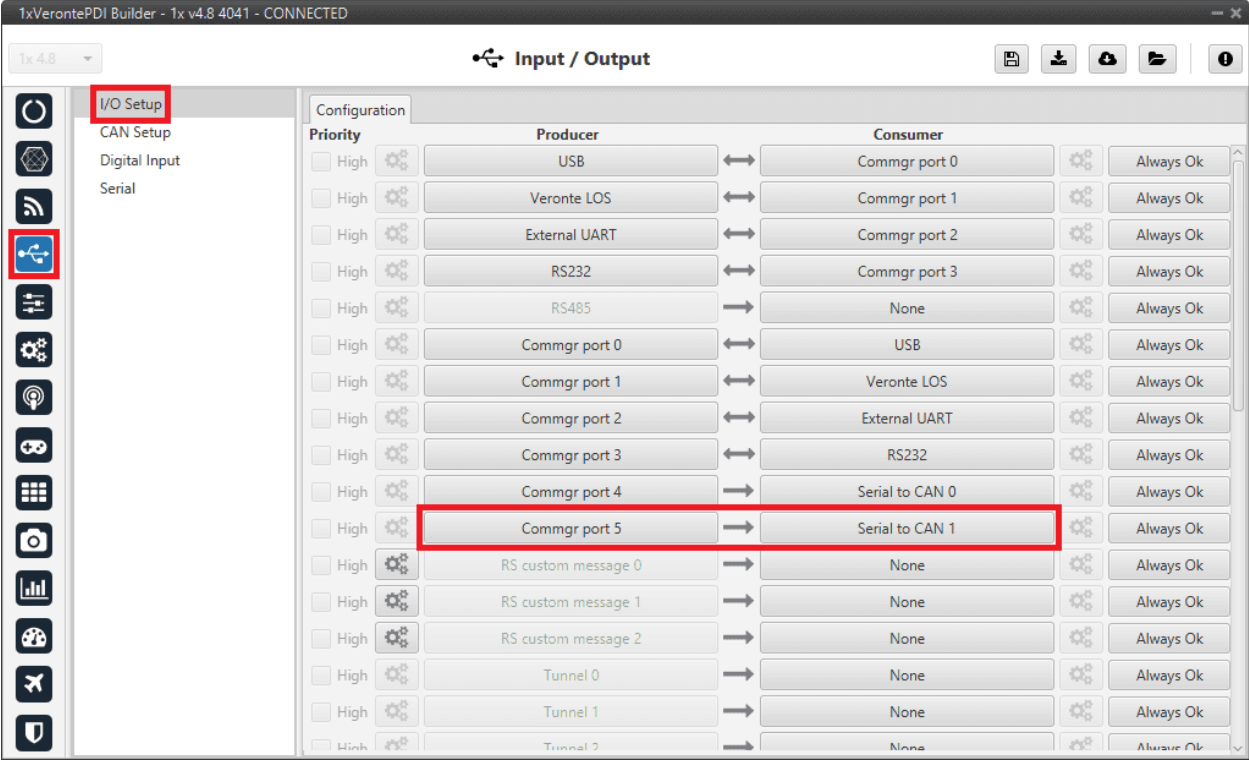 1xVerontePDI Builder - 1x v4.8 4041 - CONNECTED
1x 4.8
Input / Output
I/O Setup
CAN Setup
Digital Input
Serial
Configuration
Priority Producer Consumer
High USB Commgr port 0 Always Ok
High Veronte LOS Commgr port 1 Always Ok
High External UART Commgr port 2 Always Ok
High RS232 Commgr port 3 Always Ok
High RS485 None Always Ok
High Commgr port 0 USB Always Ok
High Commgr port 1 Veronte LOS Always Ok
High Commgr port 2 External UART Always Ok
High Commgr port 3 RS232 Always Ok
High Commgr port 4 Serial to CAN 0 Always Ok
High Commgr port 5 Serial to CAN 1 Always Ok
High RS custom message 0 None Always Ok
High RS custom message 1 None Always Ok
High RS custom message 2 None Always Ok
High Tunnel 0 None Always Ok
High Tunnel 1 None Always Ok
High Tunnel 2 None Always Ok